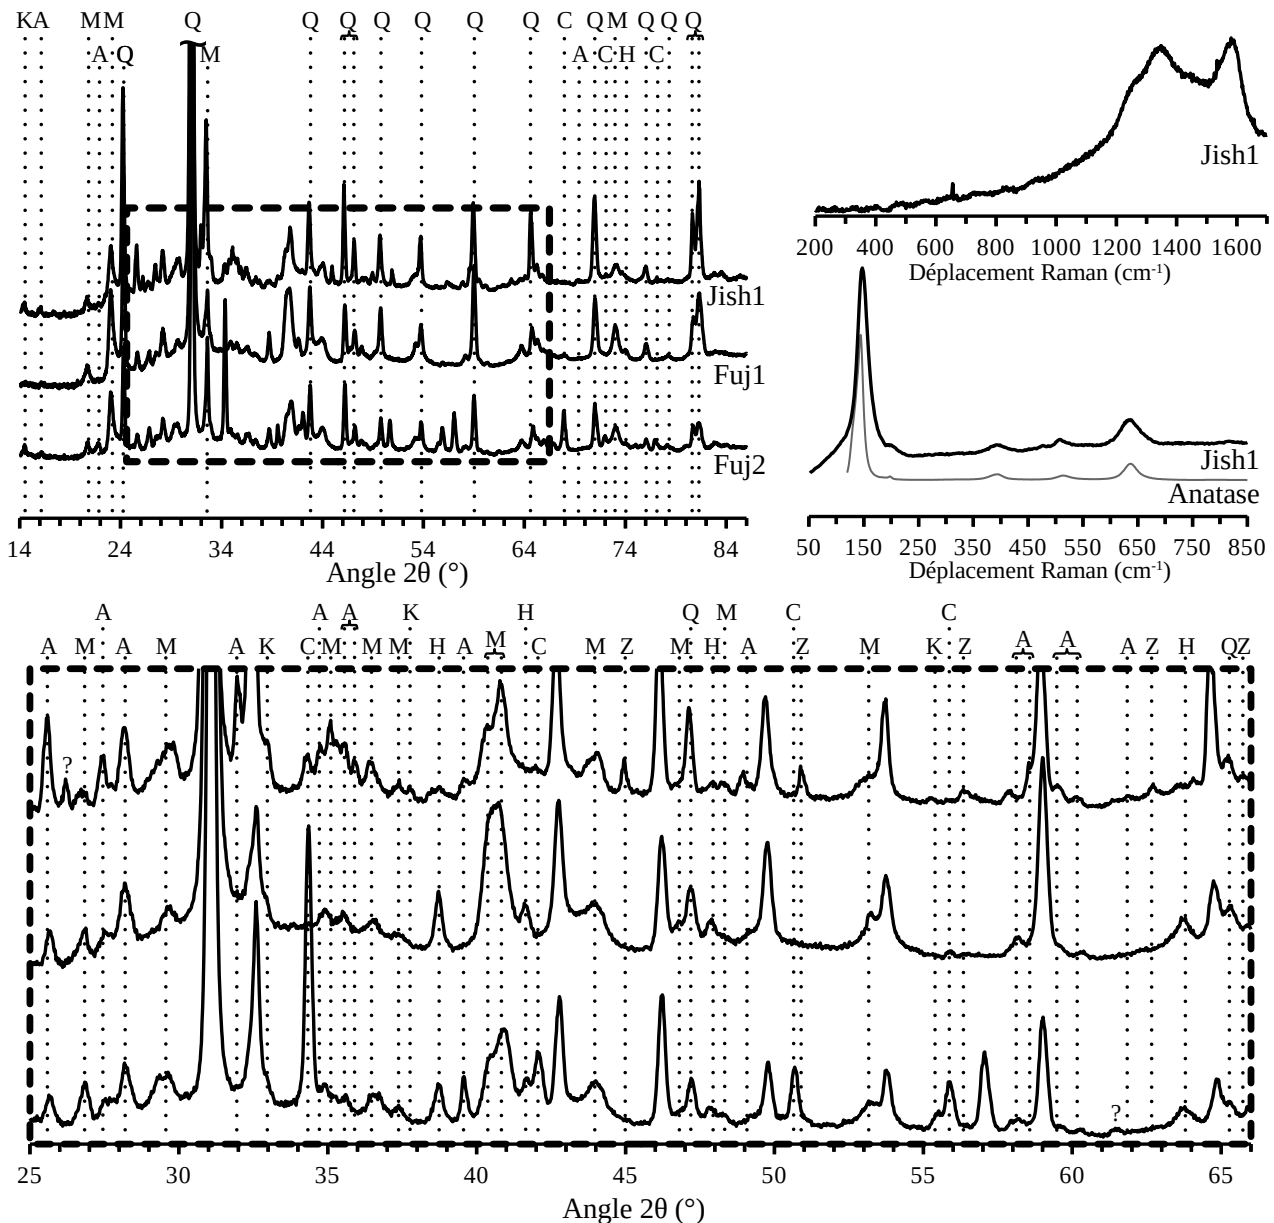 KA MM Q Q Q Q Q Q Q C Q M Q Q Q
A Q M A C H C
Jish1
Fuj1
Fuj2
14 24 34 44 54 64 74 84
Angle 2θ (°)
Jish1
200 400 600 800 1000 1200 1400 1600
Déplacement Raman (cm-1)
Jish1
Anatase
50 150 250 350 450 550 650 750 850
Déplacement Raman (cm-1)
A A A K H Q M C C
A M A M A K C M M M H A M C M Z M H A Z M K Z A A A Z H Q Z
?
?
25 30 35 40 45 50 55 60 65
Angle 2θ (°)